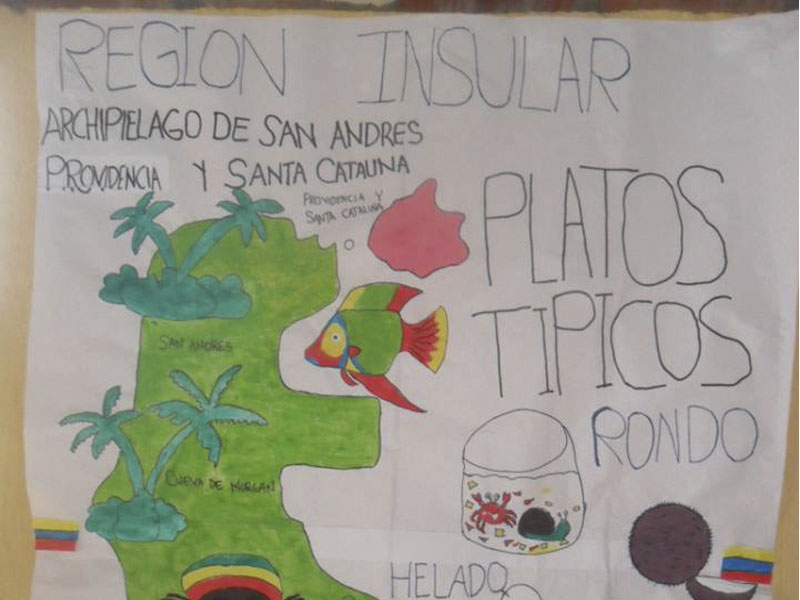 REGION INSULAR
ARCHIPIELAGO DE SAN ANDRES
PROVIDENCIA Y SANTA CATALINA
PROVIDENCIA Y
SANTA CATALINA
PLATOS
TIPICOS
SAN ANDRES
RONDO
CUEVA DE MORGAN
HELADO